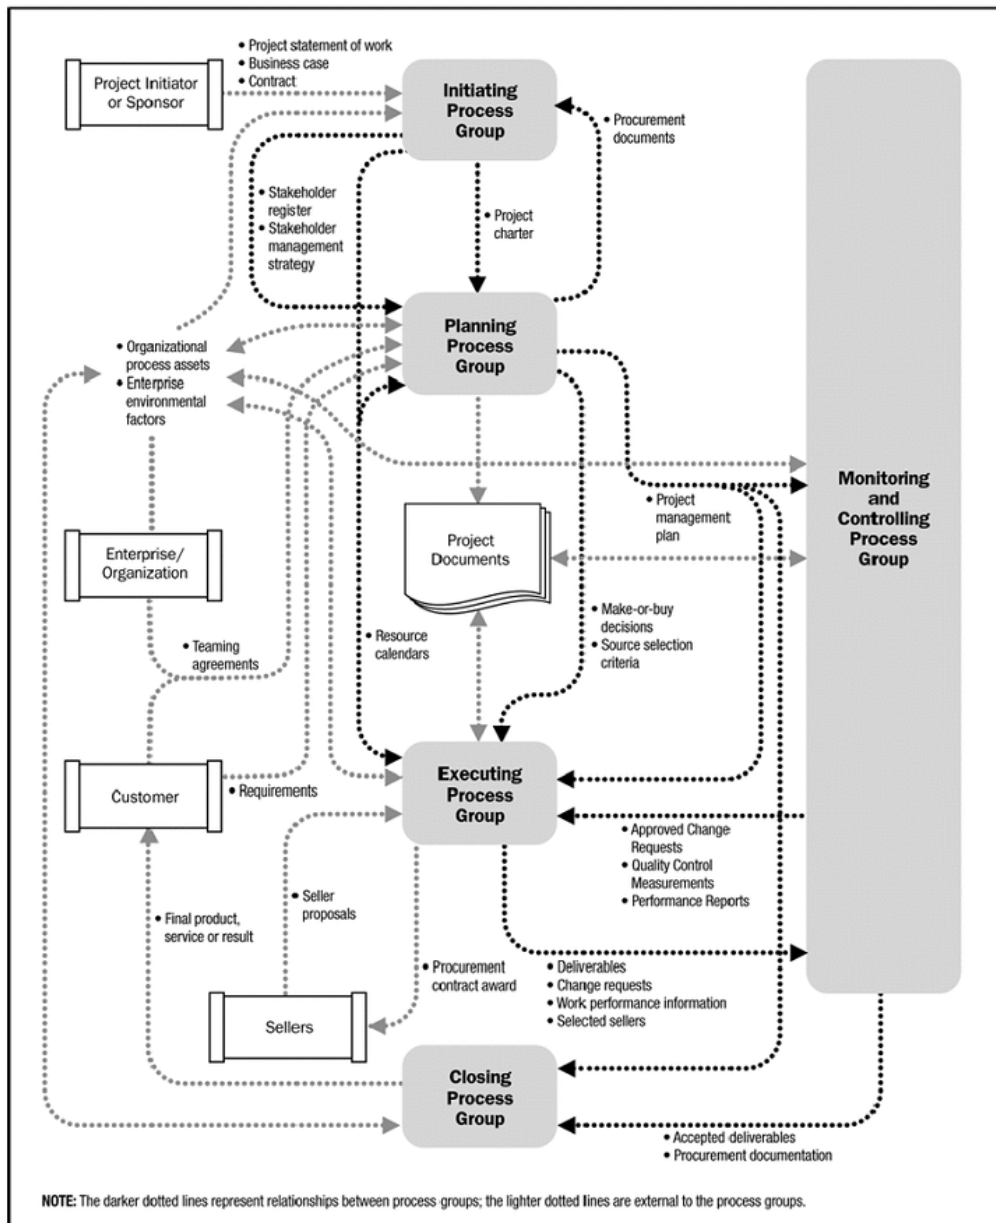 • Project statement of work
• Business case
• Contract
Project Initiator
or Sponsor
Initiating
Process
Group
• Procurement
documents
• Stakeholder
register
• Stakeholder
management
strategy
• Project
charter
Planning
Process
Group
• Organizational
process assets
• Enterprise
environmental
factors
Monitoring
and
Controlling
Process
Group
• Project
management
plan
Project
Documents
Enterprise/
Organization
• Make-or-buy
decisions
• Source selection
criteria
• Resource
calendars
• Teaming
agreements
Executing
Process
Group
Customer
• Requirements
• Approved Change
Requests
• Quality Control
Measurements
• Performance Reports
• Seller
proposals
• Final product,
service or result
• Procurement
contract award
• Deliverables
• Change requests
• Work performance information
• Selected sellers
Sellers
Closing
Process
Group
• Accepted deliverables
• Procurement documentation
NOTE: The darker dotted lines represent relationships between process groups; the lighter dotted lines are external to the process groups.